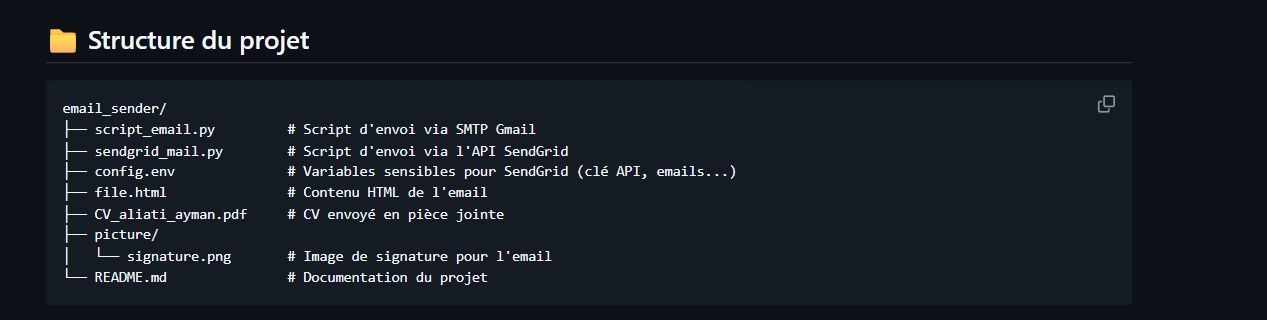 📁 Structure du projet
email_sender/
├── script_email.py         # Script d'envoi via SMTP Gmail
├── sendgrid_mail.py        # Script d'envoi via l'API SendGrid
├── config.env              # Variables sensibles pour SendGrid (clé API, emails...)
├── file.html               # Contenu HTML de l'email
├── CV_aliati_ayman.pdf     # CV envoyé en pièce jointe
├── picture/
│   └── signature.png       # Image de signature pour l'email
└── README.md               # Documentation du projet